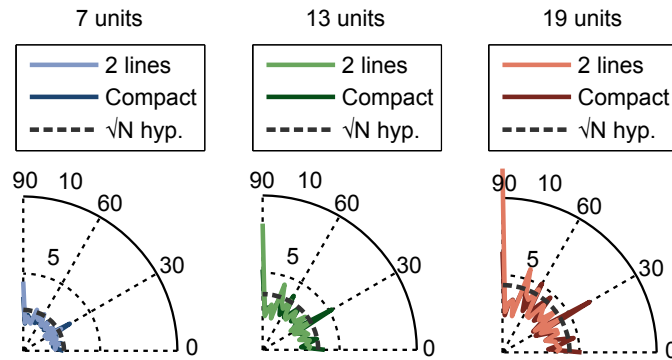 7 units
13 units
19 units
2 lines
Compact
√N hyp.
2 lines
Compact
√N hyp.
2 lines
Compact
√N hyp.
90
10
60
5
30
0
90
10
60
5
30
0
90
10
60
5
30
0